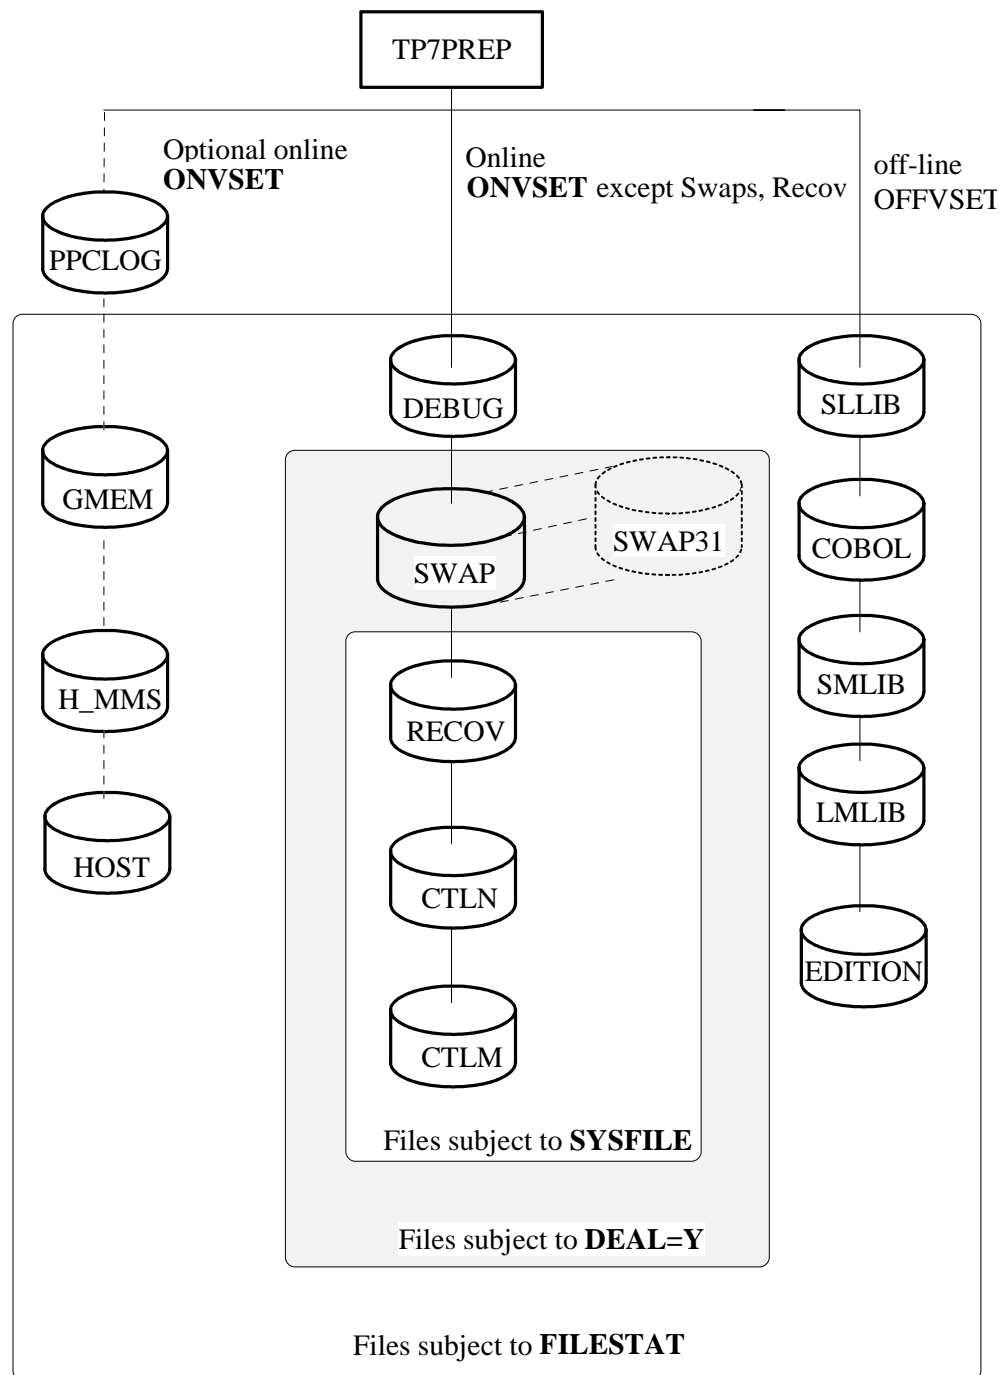 TP7PREP
Optional online
ONVSET
Online
ONVSET except Swaps, Recov
off-line
OFFVSET
PPCLOG
DEBUG
SLLIB
GMEM
SWAP
SWAP31
COBOL
H_MMS
RECOV
SMLIB
HOST
CTLN
LMLIB
CTLM
EDITION
Files subject to SYSFILE
Files subject to DEAL=Y
Files subject to FILESTAT